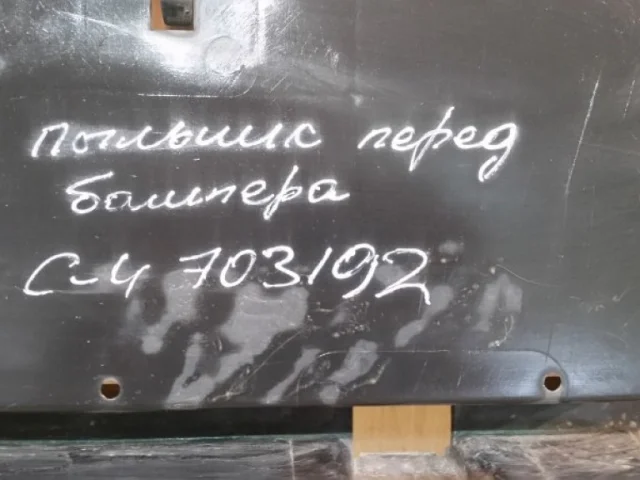 пыльник перед
бампера
С-4 703192